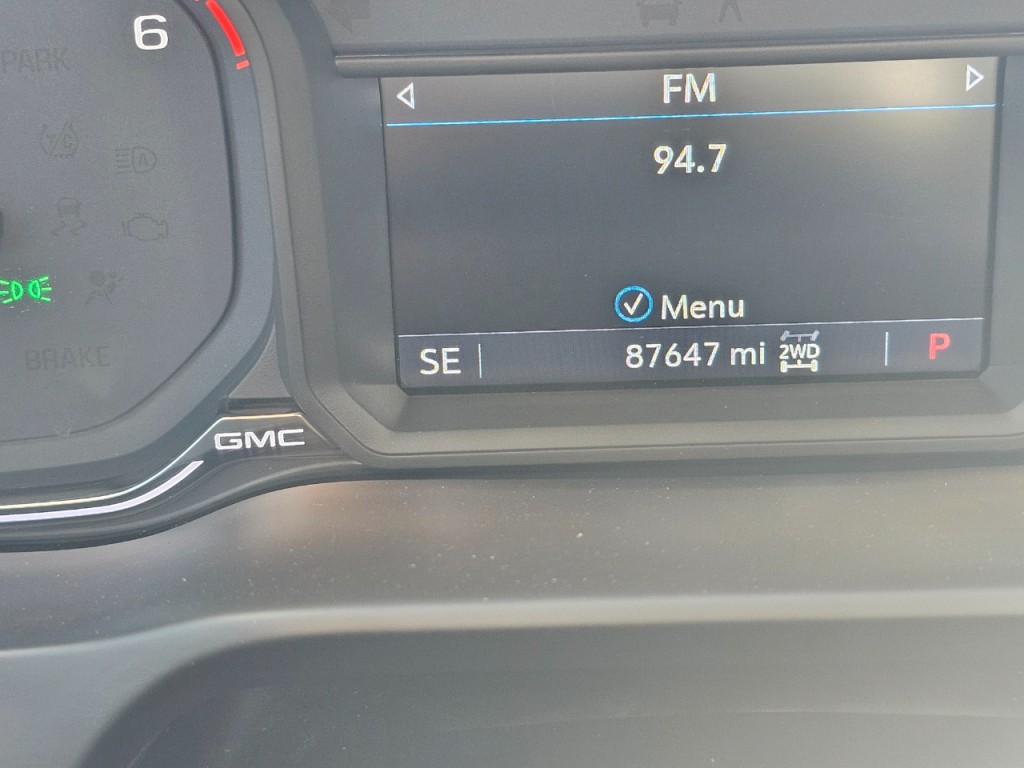 6
PARK
FM
94.7
Menu
SE
87647 mi
2WD
P
BRAKE
GMC